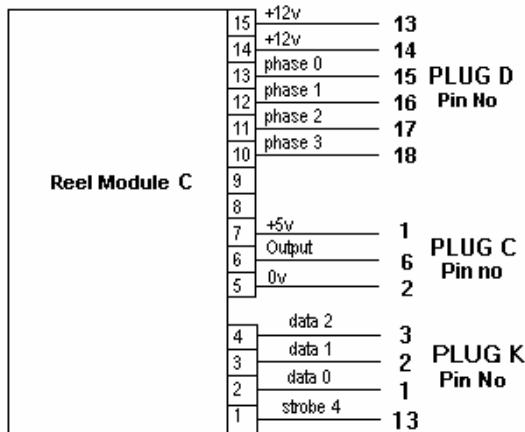 15 +12v 13
14 +12v 14
13 phase 0 15 PLUG D
12 phase 1 16 Pin No
11 phase 2 17
10 phase 3 18
Reel Module C
9
8
7 +5v 1 PLUG C
6 Output 6 Pin no
5 0v 2
4 data 2 3
3 data 1 2 PLUG K
2 data 0 1 Pin No
1 strobe 4 13